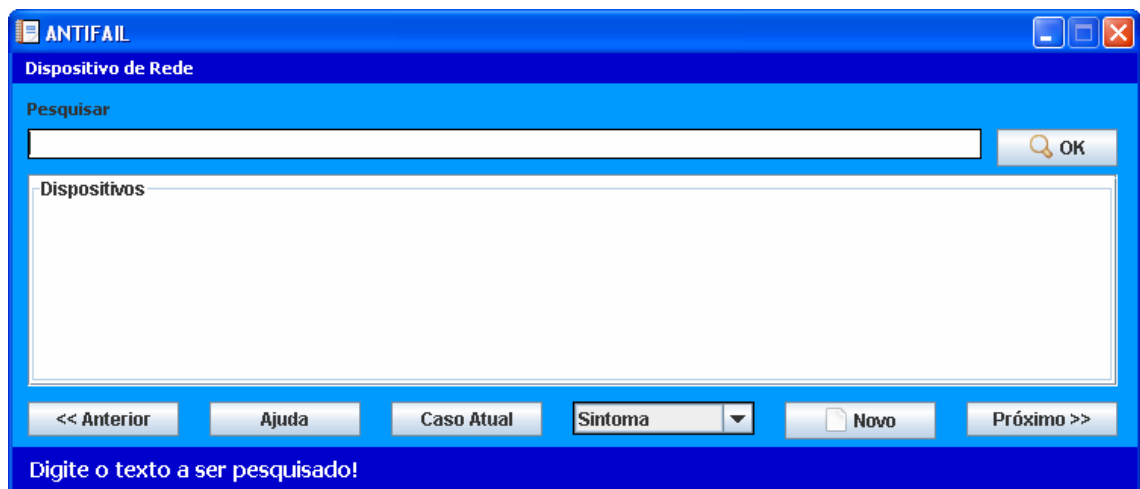 ANTIFAIL
Dispositivo de Rede
Pesquisar
OK
Dispositivos
<< Anterior Ajuda Caso Atual Sintoma Novo Próximo >>
Digite o texto a ser pesquisado!